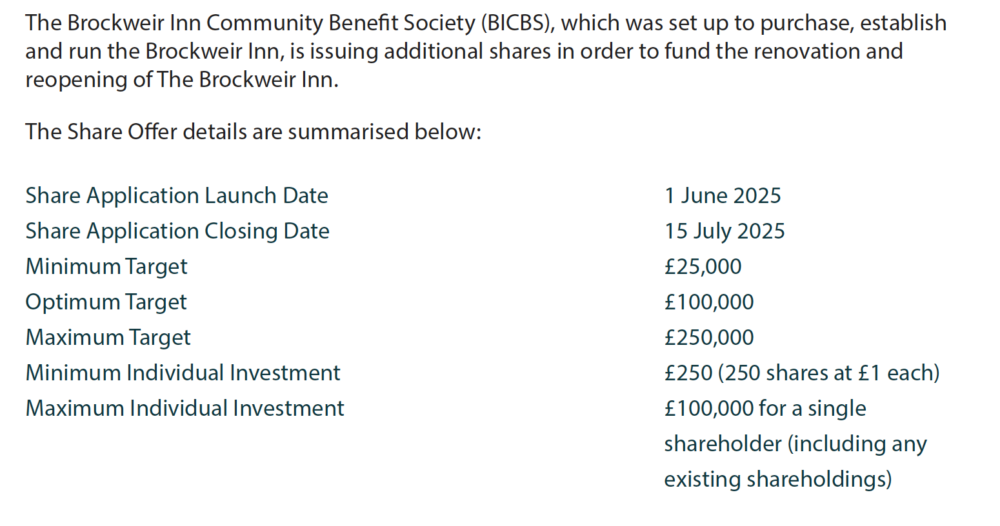 The Brockweir Inn Community Benefit Society (BICBS), which was set up to purchase, establish
and run the Brockweir Inn, is issuing additional shares in order to fund the renovation and
reopening of The Brockweir Inn.
The Share Offer details are summarised below:
Share Application Launch Date 1 June 2025
Share Application Closing Date 15 July 2025
Minimum Target £25,000
Optimum Target £100,000
Maximum Target £250,000
Minimum Individual Investment £250 (250 shares at £1 each)
Maximum Individual Investment £100,000 for a single
shareholder (including any
existing shareholdings)